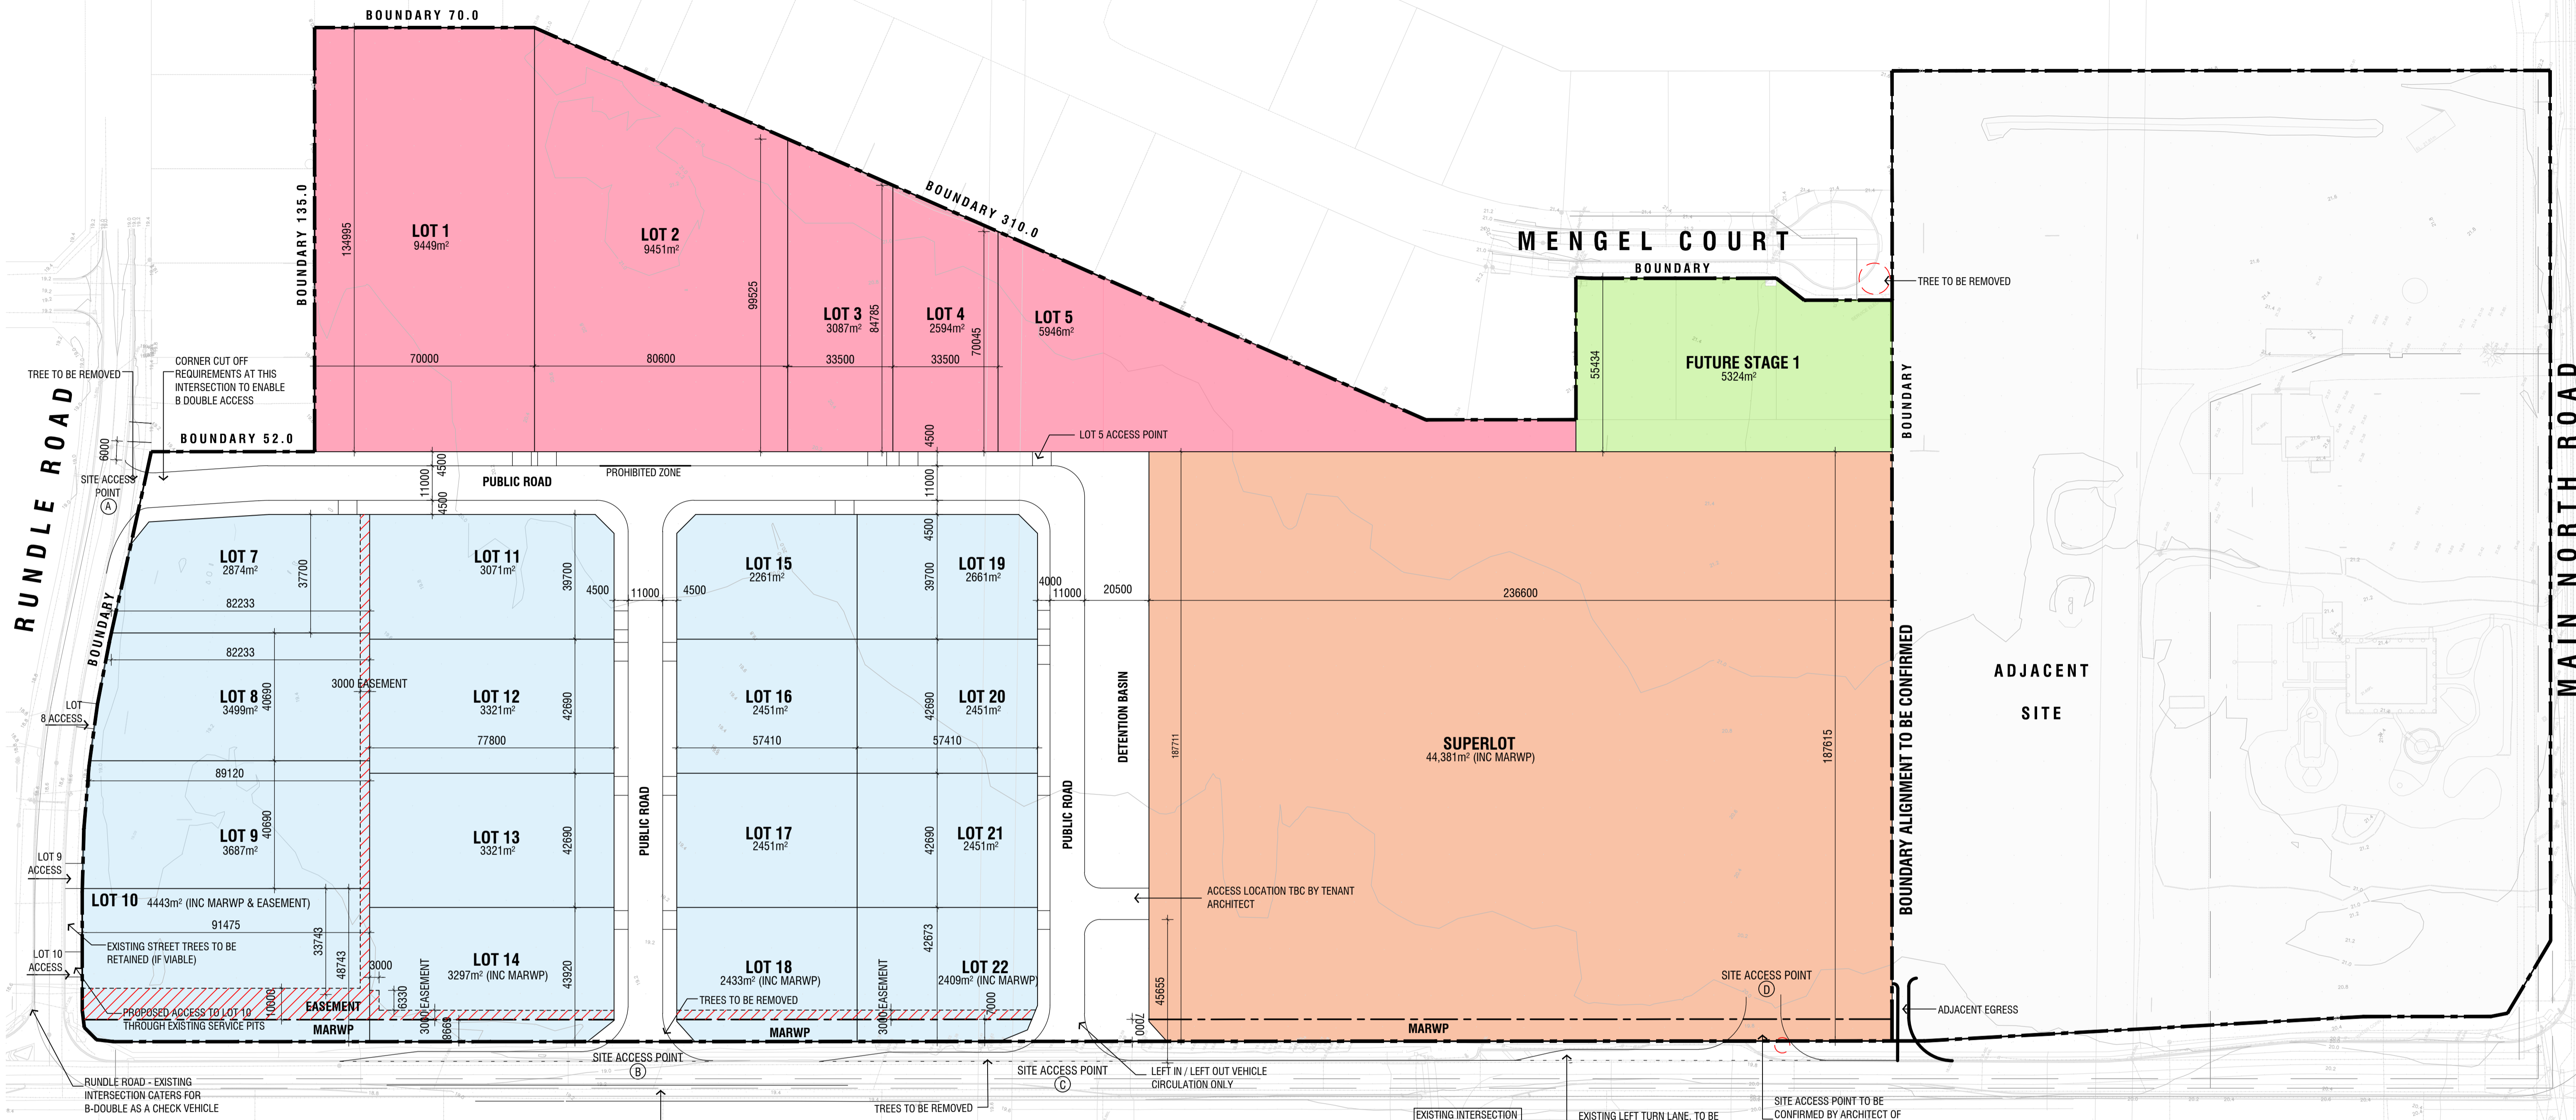 BOUNDARY 70.0
BOUNDARY 135.0
134995
LOT 1
9449m²
70000
LOT 2
9451m²
80600
99525
LOT 3
3087m²
84785
33500
LOT 4
2594m²
70045
33500
LOT 5
5946m²
BOUNDARY 310.0
MENGEL COURT
BOUNDARY
TREE TO BE REMOVED
FUTURE STAGE 1
5324m²
55434
BOUNDARY
MAIN NORTH ROAD
RUNDLE ROAD
TREE TO BE REMOVED
CORNER CUT OFF
REQUIREMENTS AT THIS
INTERSECTION TO ENABLE
B DOUBLE ACCESS
BOUNDARY 52.0
6000
SITE ACCESS
POINT
A
4500
11000
4500
PUBLIC ROAD
PROHIBITED ZONE
4500
11000
4500
LOT 5 ACCESS POINT
LOT 7
2874m²
37700
82233
BOUNDARY
LOT 11
3071m²
39700
4500
11000
4500
LOT 15
2261m²
39700
LOT 19
2661m²
4000
11000
20500
236600
82233
3000 EASEMENT
LOT 8
3499m²
40690
LOT
8 ACCESS
LOT 12
3321m²
42690
77800
LOT 16
2451m²
57410
42690
LOT 20
2451m²
57410
DETENTION BASIN
187711
SUPERLOT
44,381m² (INC MARWP)
187615
BOUNDARY ALIGNMENT TO BE CONFIRMED
ADJACENT
SITE
89120
LOT 9
3687m²
40690
LOT 9
ACCESS
LOT 13
3321m²
42690
PUBLIC ROAD
LOT 17
2451m²
42690
LOT 21
2451m²
PUBLIC ROAD
LOT 10 4443m² (INC MARWP & EASEMENT)
91475
EXISTING STREET TREES TO BE
RETAINED (IF VIABLE)
33743
48743
3000
LOT 10
ACCESS
LOT 14
3297m² (INC MARWP)
43920
6330
3000 EASEMENT
8669
10000
EASEMENT
PROPOSED ACCESS TO LOT 10
THROUGH EXISTING SERVICE PITS
MARWP
TREES TO BE REMOVED
LOT 18
2433m² (INC MARWP)
42673
3000 EASEMENT
MARWP
LOT 22
2409m² (INC MARWP)
7000
ACCESS LOCATION TBC BY TENANT
ARCHITECT
45655
7000
MARWP
SITE ACCESS POINT
D
ADJACENT EGRESS
SITE ACCESS POINT
B
SITE ACCESS POINT
C
LEFT IN / LEFT OUT VEHICLE
CIRCULATION ONLY
RUNDLE ROAD - EXISTING
INTERSECTION CATERS FOR
B-DOUBLE AS A CHECK VEHICLE
TREES TO BE REMOVED
EXISTING INTERSECTION
EXISTING LEFT TURN LANE. TO BE
SITE ACCESS POINT TO BE
CONFIRMED BY ARCHITECT OF